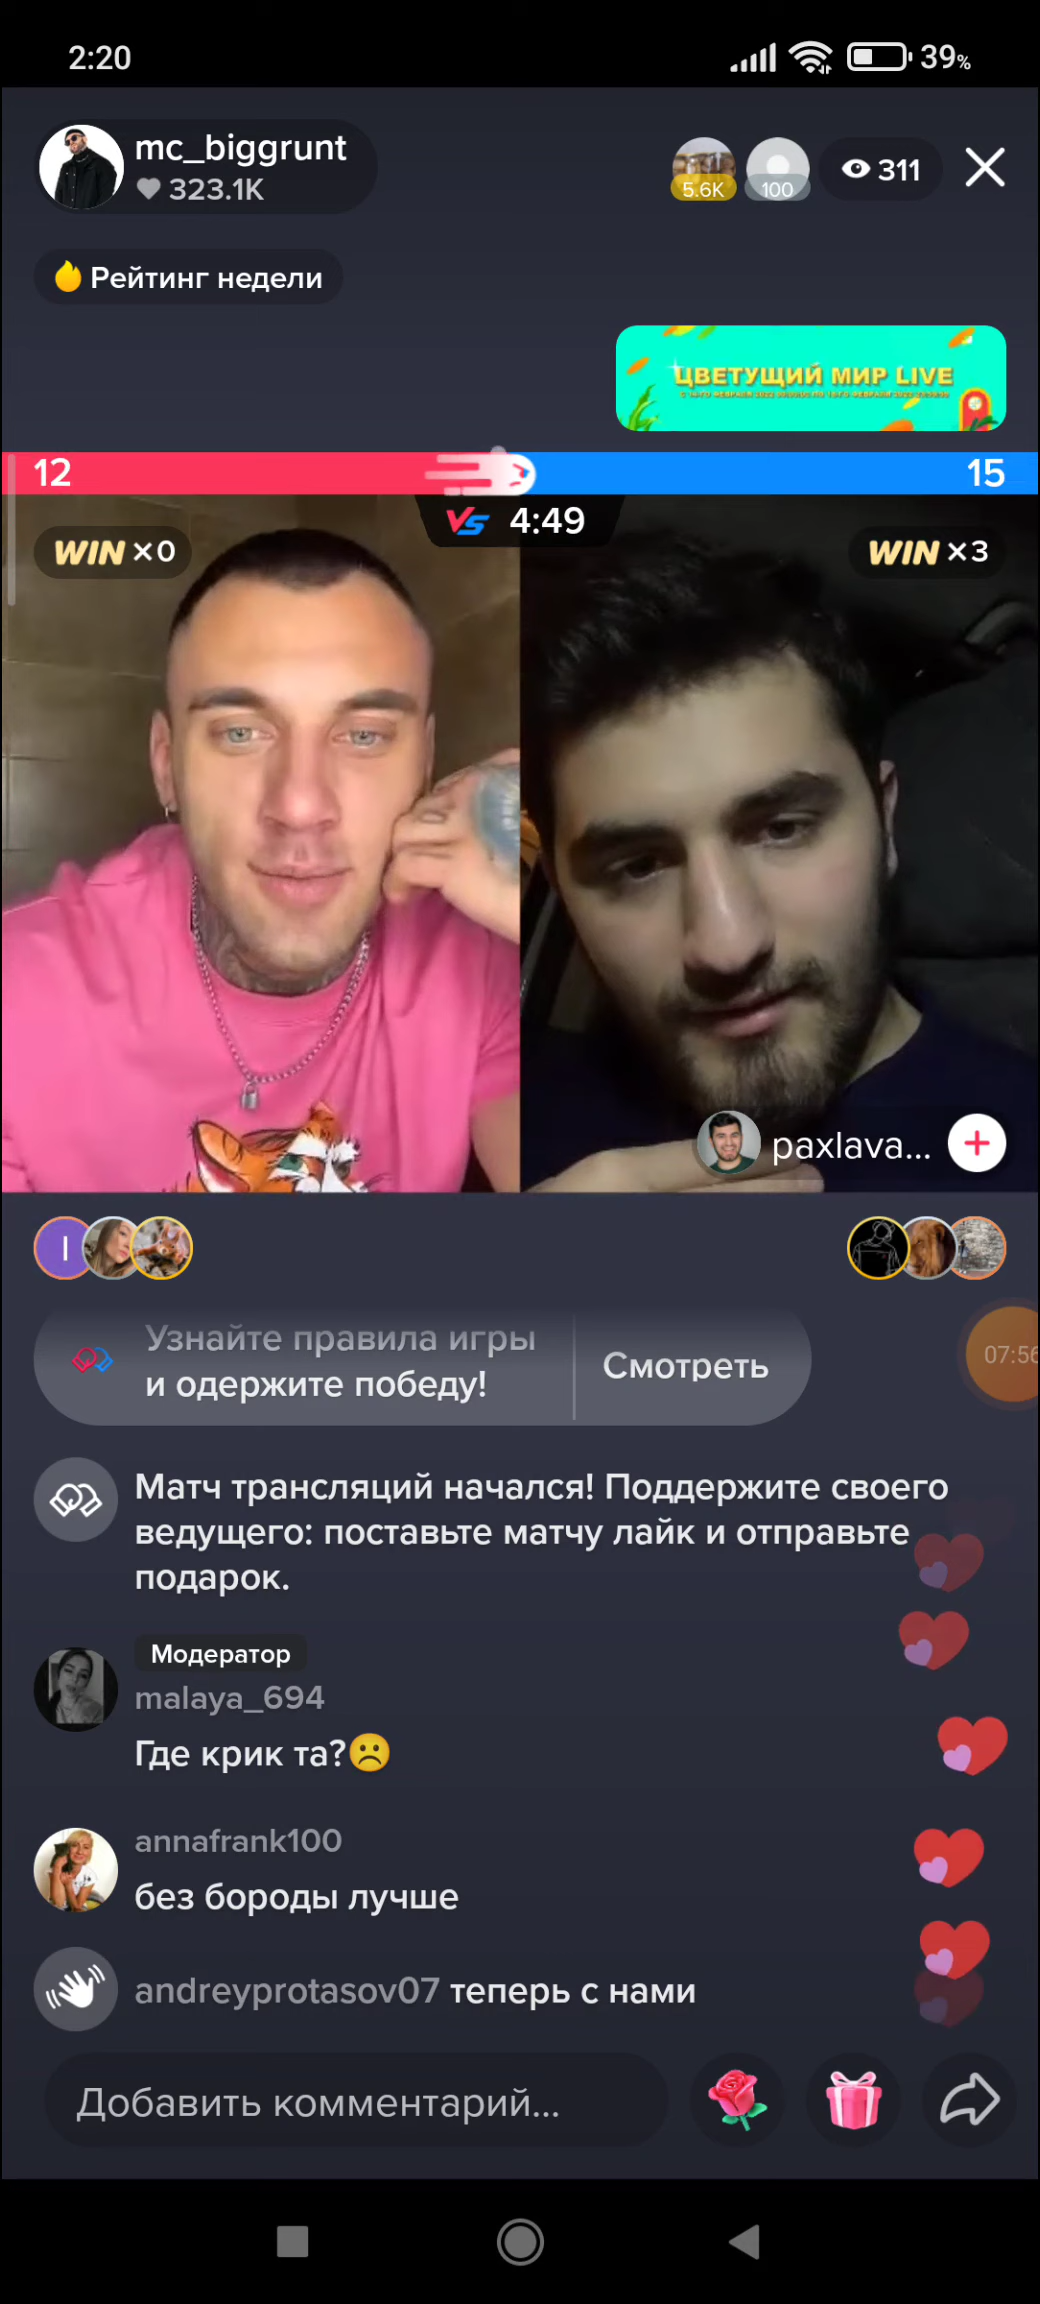 2:20
39%
mc_biggrunt
323.1K
5.6K
100
311
Рейтинг недели
ЦВЕТУЩИЙ МИР LIVE
12
15
VS 4:49
WIN ×0
WIN ×3
paxlava...
I
Узнайте правила игры
и одержите победу!
Смотреть
07:56
Матч трансляций начался! Поддержите своего
ведущего: поставьте матчу лайк и отправьте
подарок.
Модератор
malaya_694
Где крик та?☹️
annafrank100
без бороды лучше
andreyprotasov07 теперь с нами
Добавить комментарий...